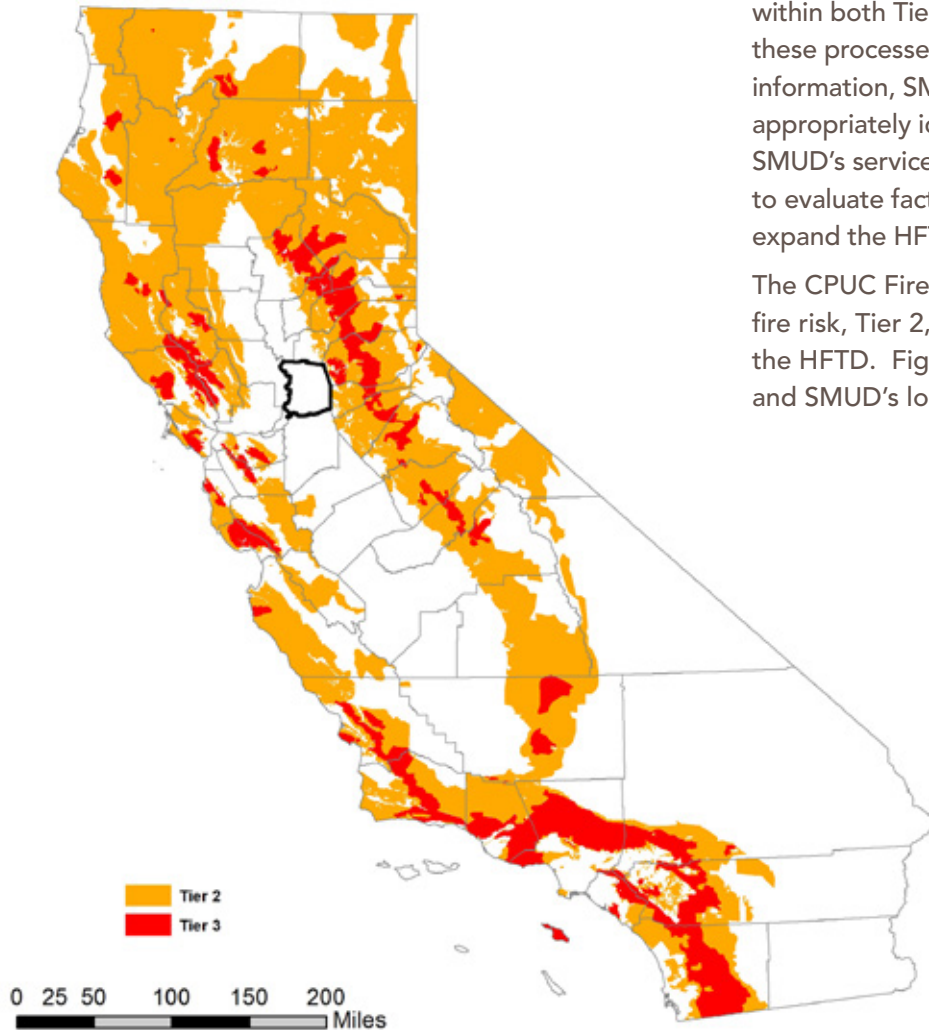 within both Tie
these processe
information, SM
appropriately ic
SMUD's service
to evaluate fact
expand the HF
The CPUC Fire
fire risk, Tier 2,
the HFTD. Fig
and SMUD's lo
Tier 2
Tier 3
0 25 50 100 150 200
Miles